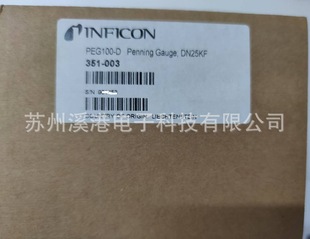 INFICON
PEG100-D Penning Gauge, DN25KF
351-003
S/N:
苏州溪港电子科技有限公司